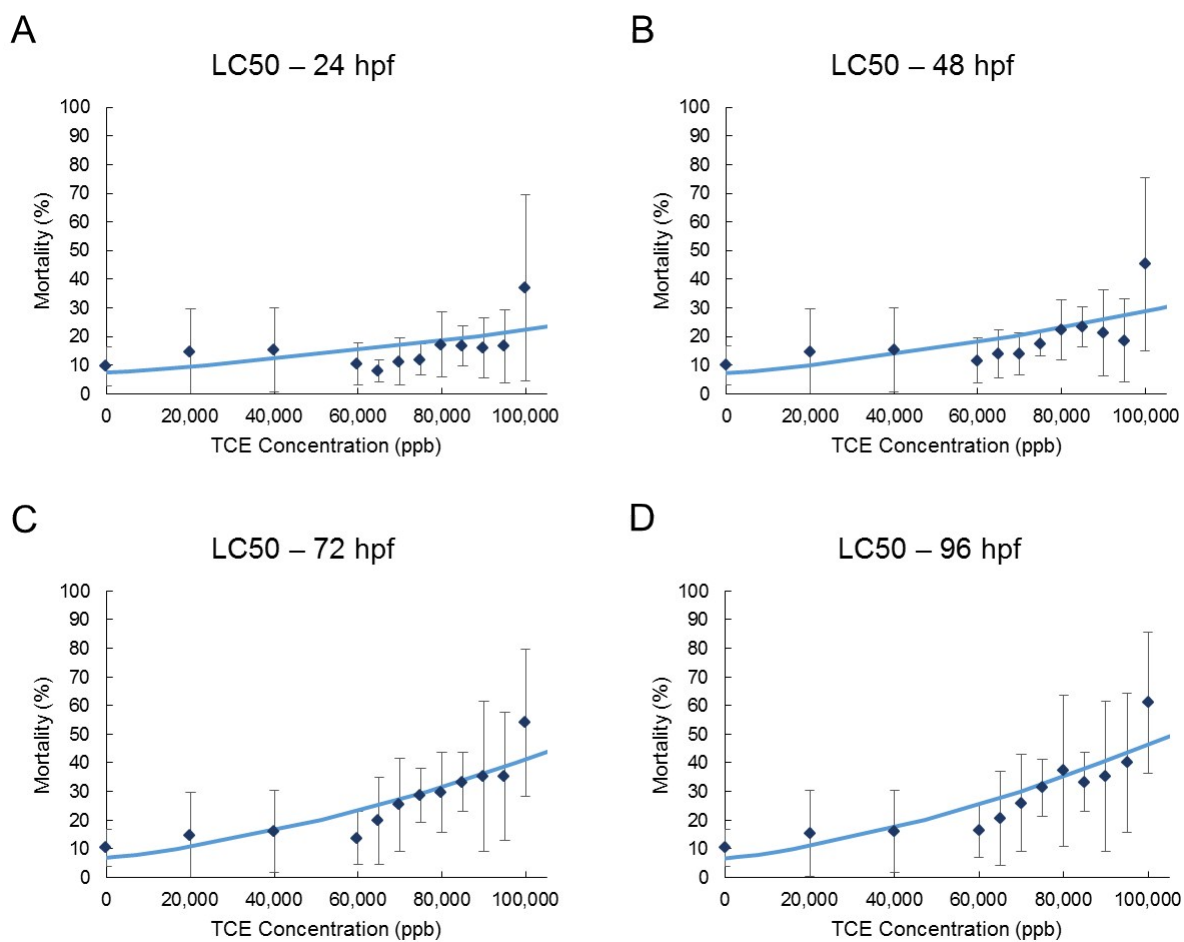 A
LC50 – 24 hpf
100
90
80
70
60
50
40
30
20
10
0
Mortality (%)
0 20,000 40,000 60,000 80,000 100,000
TCE Concentration (ppb)
B
LC50 – 48 hpf
100
90
80
70
60
50
40
30
20
10
0
Mortality (%)
0 20,000 40,000 60,000 80,000 100,000
TCE Concentration (ppb)
C
LC50 – 72 hpf
100
90
80
70
60
50
40
30
20
10
0
Mortality (%)
0 20,000 40,000 60,000 80,000 100,000
TCE Concentration (ppb)
D
LC50 – 96 hpf
100
90
80
70
60
50
40
30
20
10
0
Mortality (%)
0 20,000 40,000 60,000 80,000 100,000
TCE Concentration (ppb)